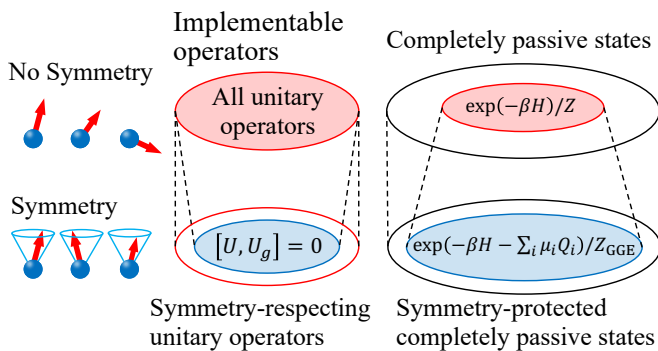 Implementable
operators
Completely passive states
No Symmetry
All unitary
operators
exp(−βH)/Z
Symmetry
[U, U_g] = 0
exp(−βH − ∑_i μ_i Q_i)/Z_GGE
Symmetry-respecting
unitary operators
Symmetry-protected
completely passive states